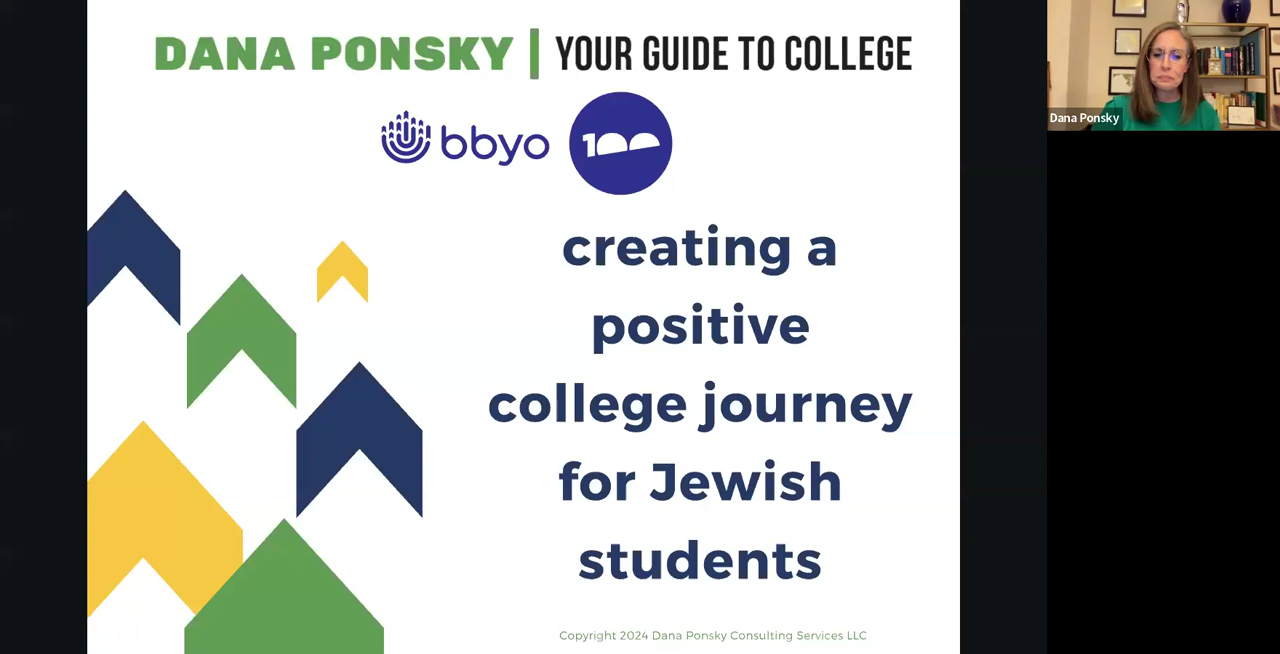 DANA PONSKY | YOUR GUIDE TO COLLEGE
bbyo 100
creating a
positive
college journey
for Jewish
students
Copyright 2024 Dana Ponsky Consulting Services LLC
Dana Ponsky